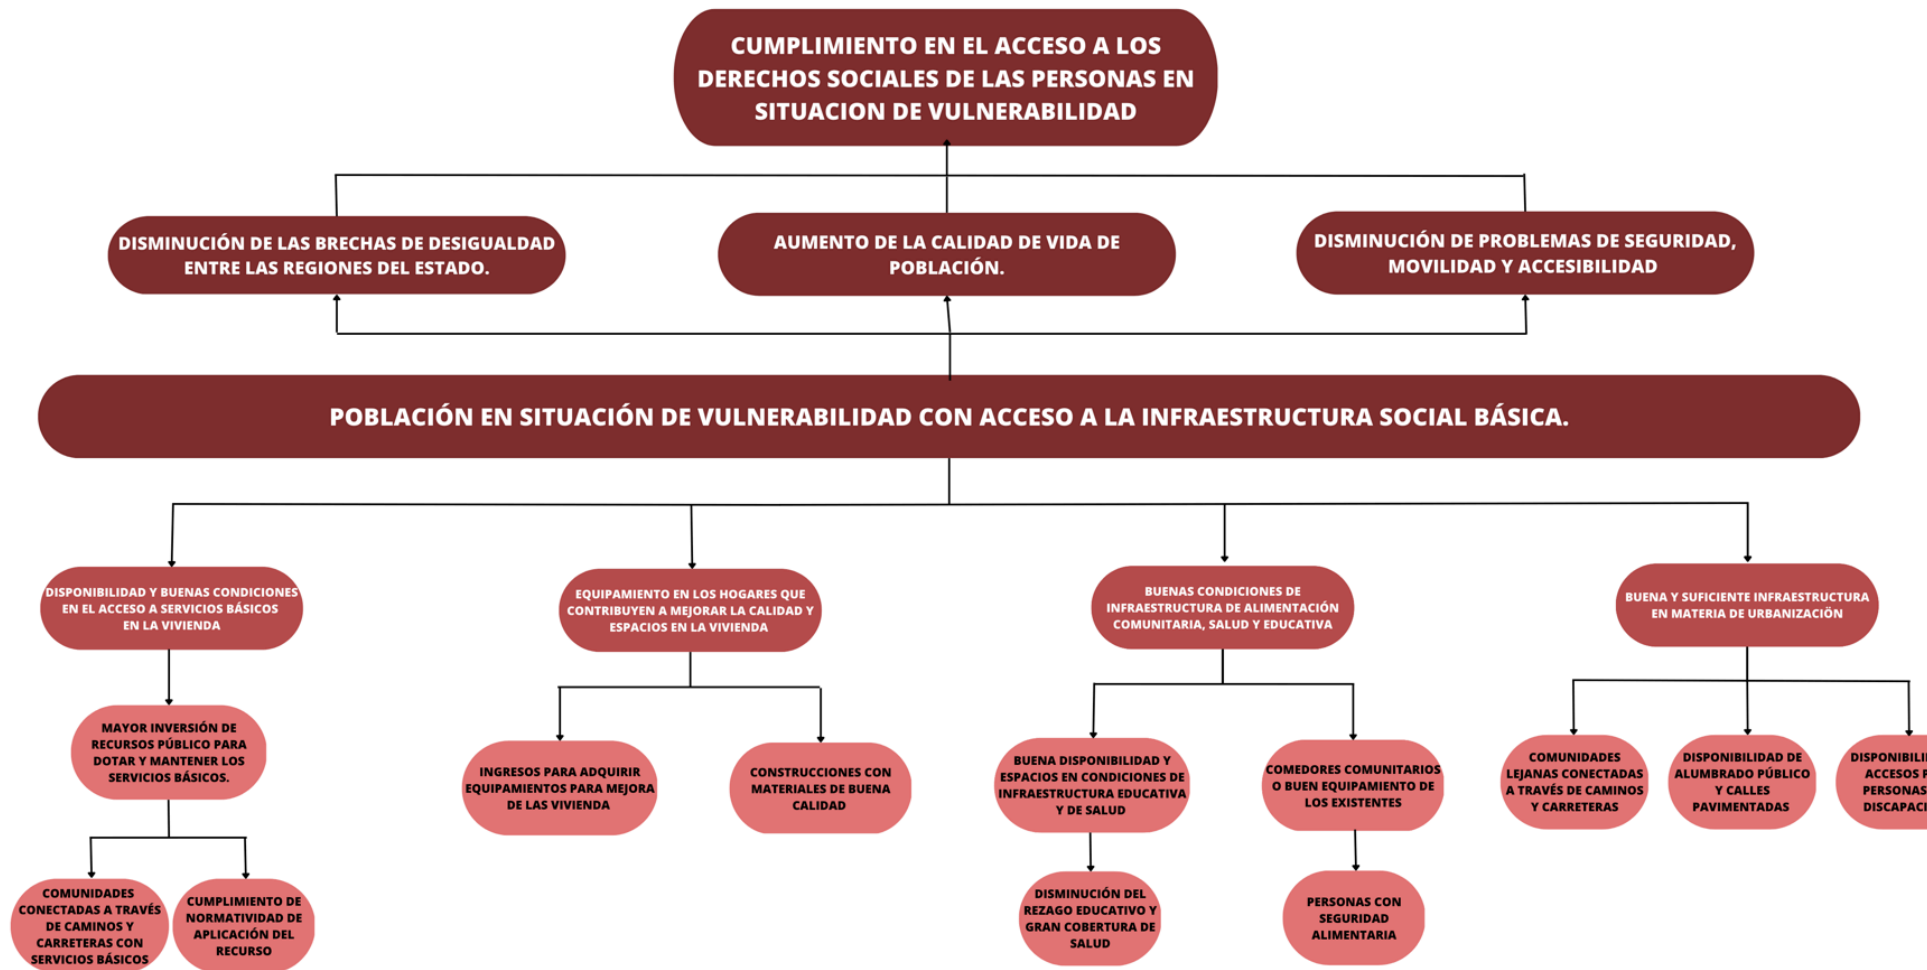 CUMPLIMIENTO EN EL ACCESO A LOS
DERECHOS SOCIALES DE LAS PERSONAS EN
SITUACION DE VULNERABILIDAD
DISMINUCIÓN DE LAS BRECHAS DE DESIGUALDAD
ENTRE LAS REGIONES DEL ESTADO.
AUMENTO DE LA CALIDAD DE VIDA DE
POBLACIÓN.
DISMINUCIÓN DE PROBLEMAS DE SEGURIDAD,
MOVILIDAD Y ACCESIBILIDAD
POBLACIÓN EN SITUACIÓN DE VULNERABILIDAD CON ACCESO A LA INFRAESTRUCTURA SOCIAL BÁSICA.
DISPONIBILIDAD Y BUENAS CONDICIONES
EN EL ACCESO A SERVICIOS BÁSICOS
EN LA VIVIENDA
EQUIPAMIENTO EN LOS HOGARES QUE
CONTRIBUYEN A MEJORAR LA CALIDAD Y
ESPACIOS EN LA VIVIENDA
BUENAS CONDICIONES DE
INFRAESTRUCTURA DE ALIMENTACIÓN
COMUNITARIA, SALUD Y EDUCATIVA
BUENA Y SUFICIENTE INFRAESTRUCTURA
EN MATERIA DE URBANIZACIÖN
MAYOR INVERSIÓN DE
RECURSOS PÚBLICO PARA
DOTAR Y MANTENER LOS
SERVICIOS BÁSICOS.
INGRESOS PARA ADQUIRIR
EQUIPAMIENTOS PARA MEJORA
DE LAS VIVIENDA
CONSTRUCCIONES CON
MATERIALES DE BUENA
CALIDAD
BUENA DISPONIBILIDAD Y
ESPACIOS EN CONDICIONES DE
INFRAESTRUCTURA EDUCATIVA
Y DE SALUD
COMEDORES COMUNITARIOS
O BUEN EQUIPAMIENTO DE
LOS EXISTENTES
COMUNIDADES
LEJANAS CONECTADAS
A TRAVÉS DE CAMINOS
Y CARRETERAS
DISPONIBILIDAD DE
ALUMBRADO PÚBLICO
Y CALLES
PAVIMENTADAS
ACCESOS
PERSONAS
COMUNIDADES
CONECTADAS A TRAVÉS
DE CAMINOS Y
CARRETERAS CON
SERVICIOS BÁSICOS
CUMPLIMIENTO DE
NORMATIVIDAD DE
APLICACIÓN DEL
RECURSO
DISMINUCIÓN DEL
REZAGO EDUCATIVO Y
GRAN COBERTURA DE
SALUD
PERSONAS CON
SEGURIDAD
ALIMENTARIA